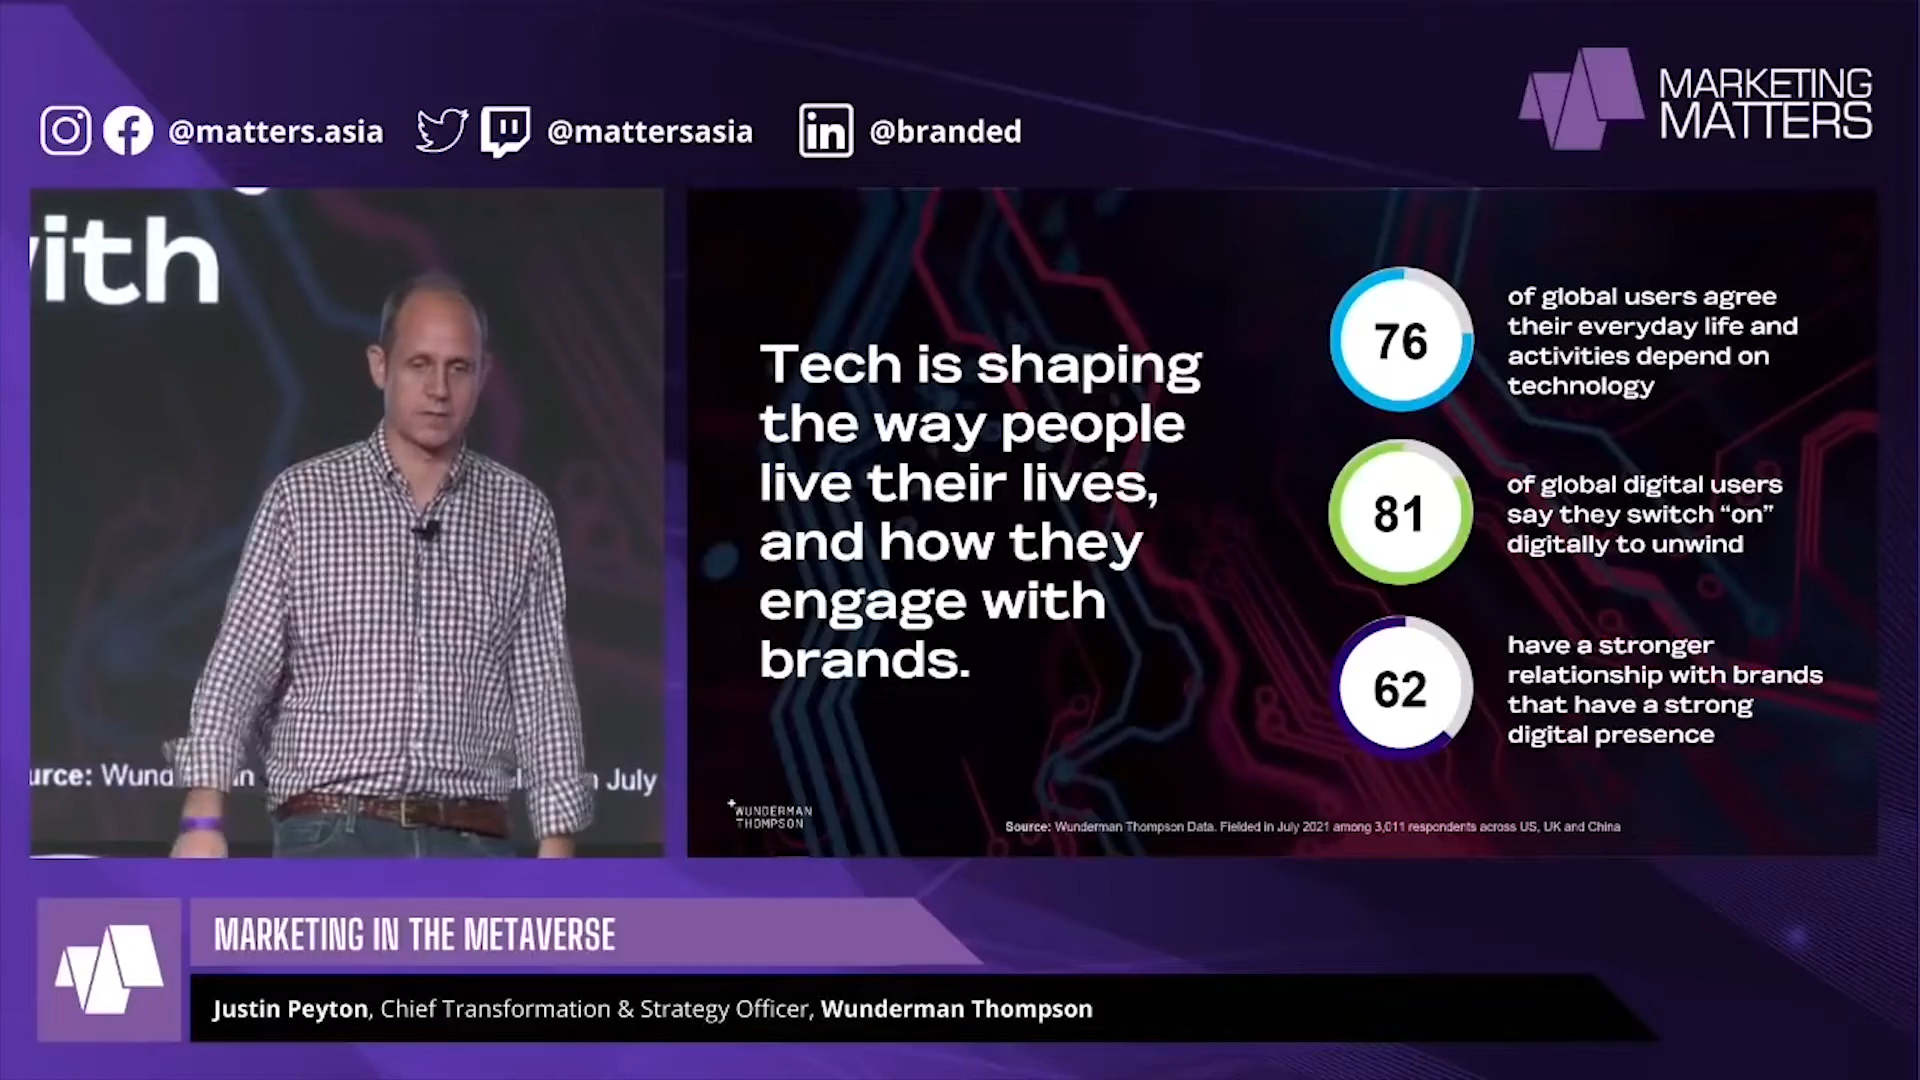 @matters.asia
@mattersasia
@branded
MARKETING
MATTERS
ith
urce: Wund
n
July
Tech is shaping
the way people
live their lives,
and how they
engage with
brands.
76
of global users agree
their everyday life and
activities depend on
technology
81
of global digital users
say they switch “on”
digitally to unwind
62
have a stronger
relationship with brands
that have a strong
digital presence
WUNDERMAN
THOMPSON
Source: Wunderman Thompson Data. Fielded in July 2021 among 3,011 respondents across US, UK and China
MARKETING IN THE METAVERSE
Justin Peyton, Chief Transformation & Strategy Officer, Wunderman Thompson